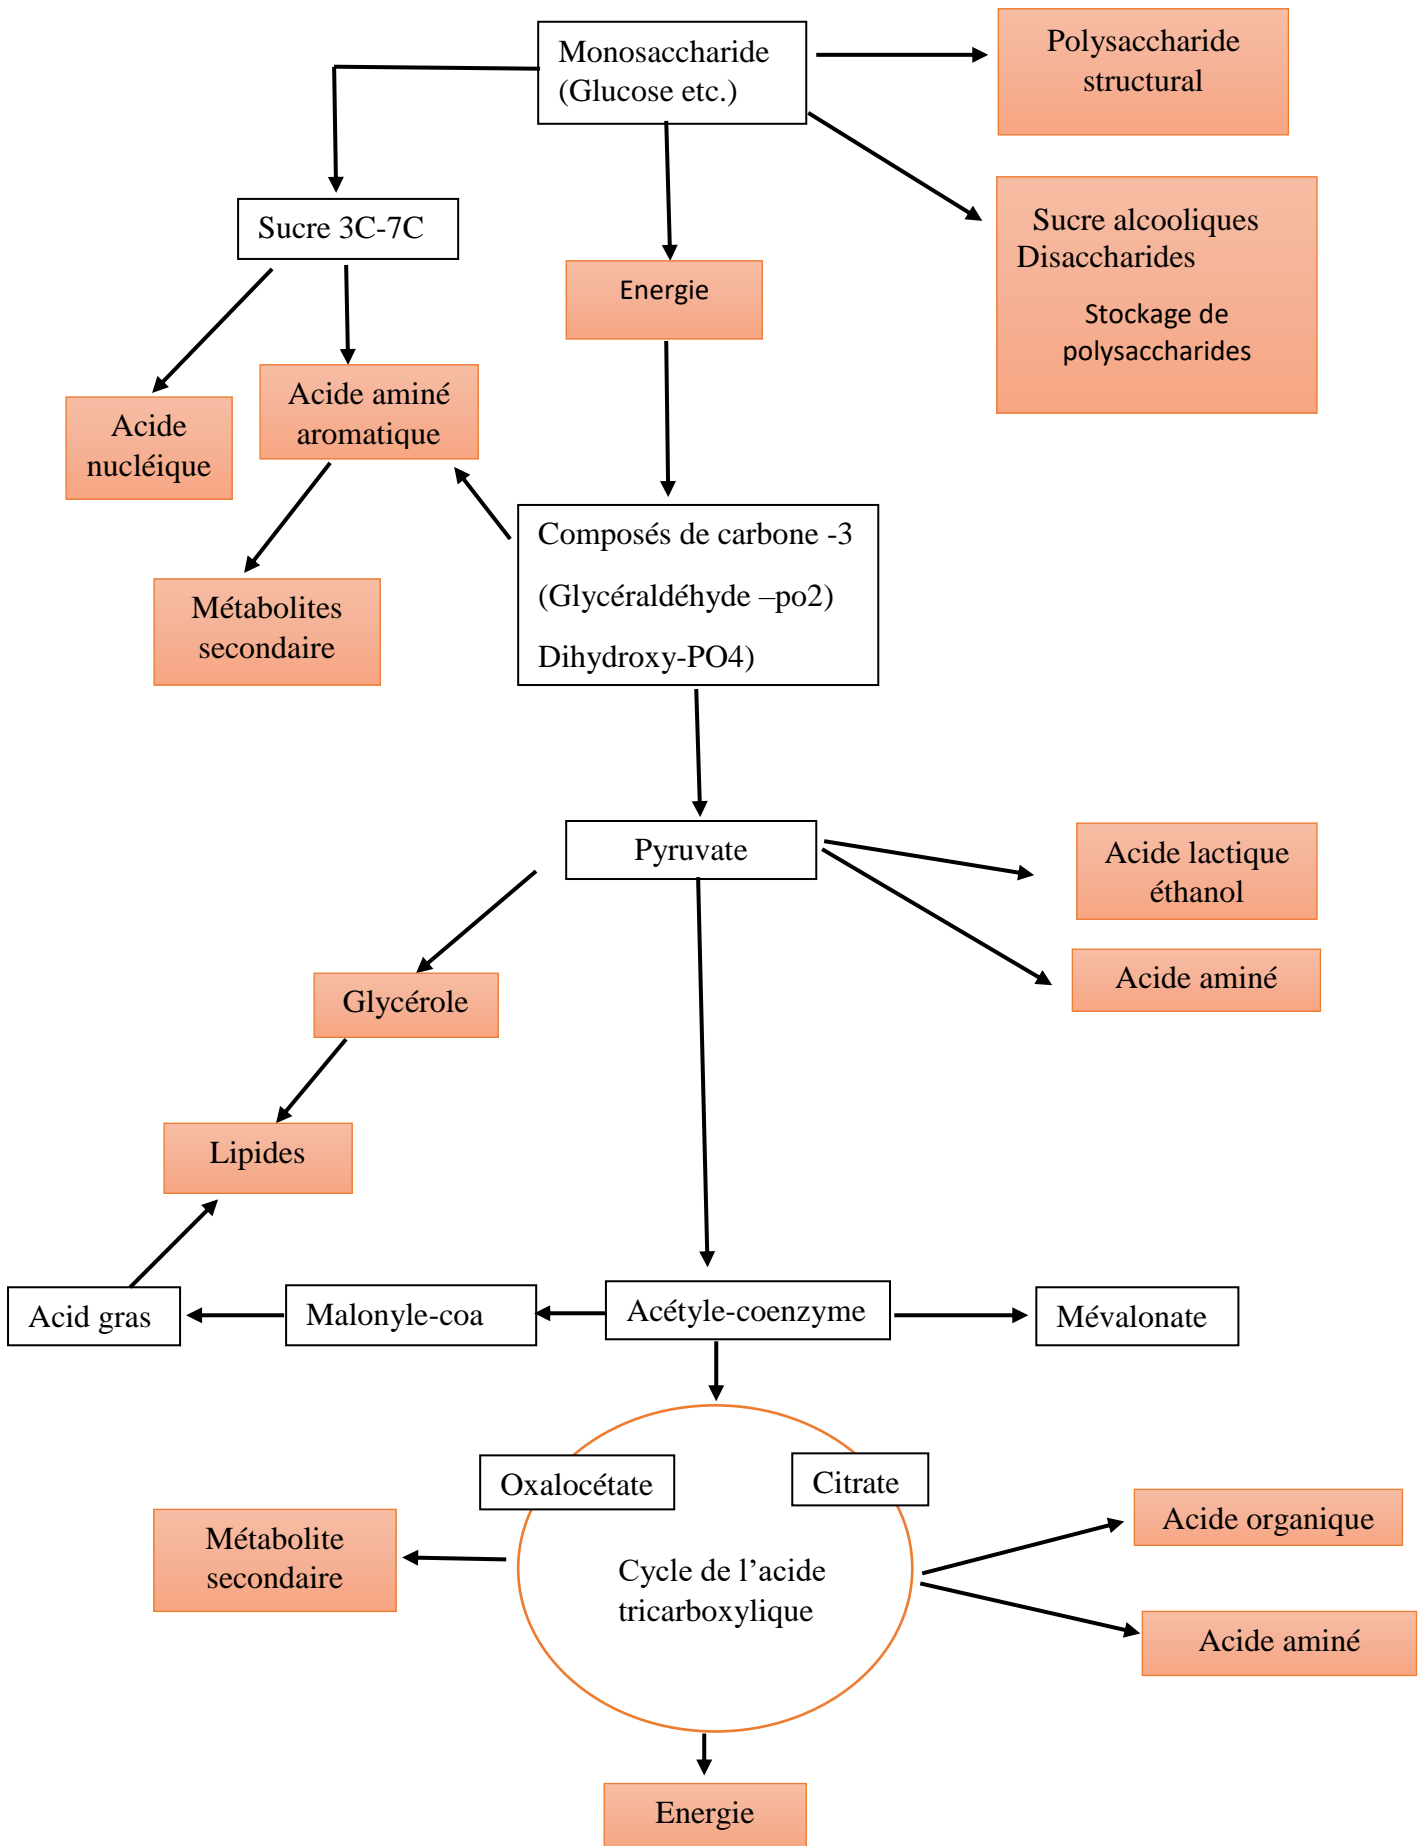 Monosaccharide
(Glucose etc.)
Polysaccharide
structural
Sucre alcooliques
Disaccharides
Stockage de
polysaccharides
Sucre 3C-7C
Energie
Acide
nucléique
Acide aminé
aromatique
Métabolites
secondaire
Composés de carbone -3
(Glycéraldéhyde –po2)
Dihydroxy-PO4)
Pyruvate
Acide lactique
éthanol
Acide aminé
Glycérole
Lipides
Acid gras
Malonyle-coa
Acétyle-coenzyme
Mévalonate
Oxalocétate
Citrate
Métabolite
secondaire
Cycle de l’acide
tricarboxylique
Acide organique
Acide aminé
Energie